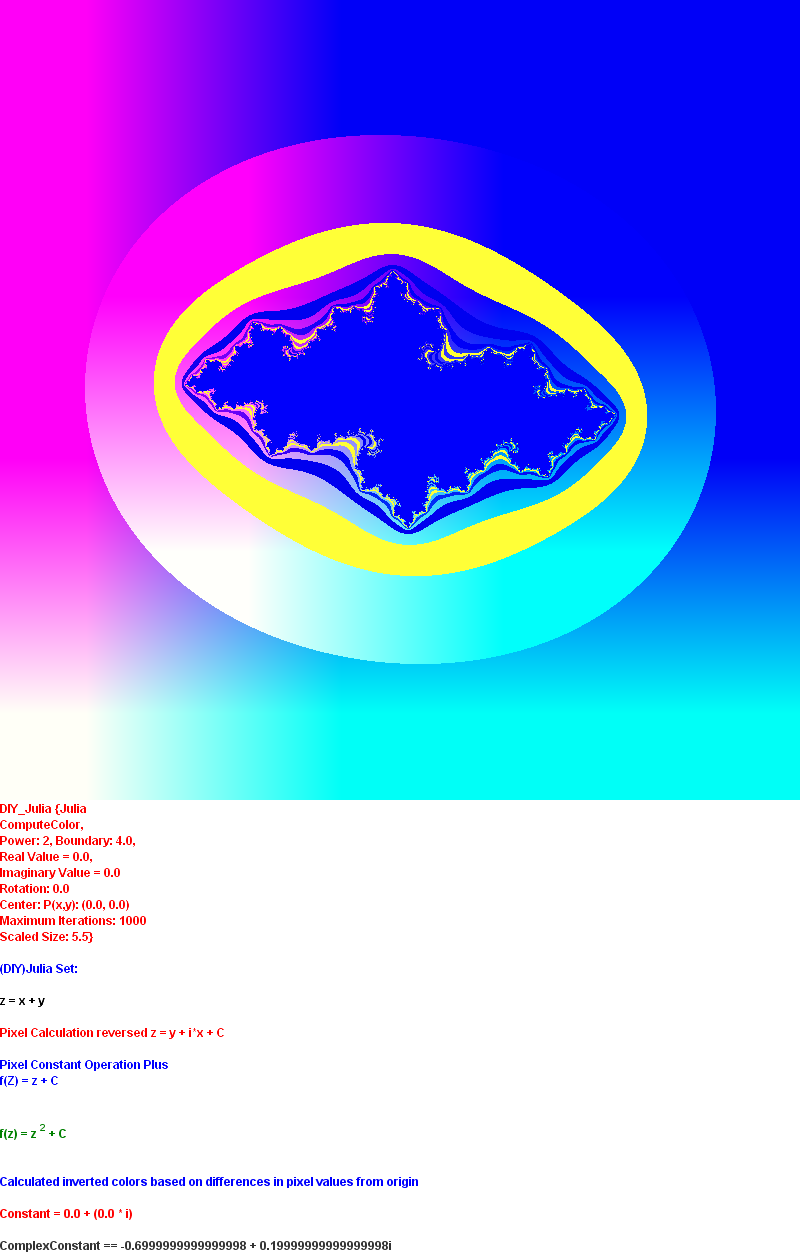 DIY_Julia {Julia
ComputeColor,
Power: 2, Boundary: 4.0,
Real Value = 0.0,
Imaginary Value = 0.0
Rotation: 0.0
Center: P(x,y): (0.0, 0.0)
Maximum Iterations: 1000
Scaled Size: 5.5}
(DIY)Julia Set:
z = x + y
Pixel Calculation reversed z = y + i*x + C
Pixel Constant Operation Plus
f(Z) = z + C
f(z) = z 2 + C
Calculated inverted colors based on differences in pixel values from origin
Constant = 0.0 + (0.0 * i)
ComplexConstant == -0.6999999999999998 + 0.19999999999999998i